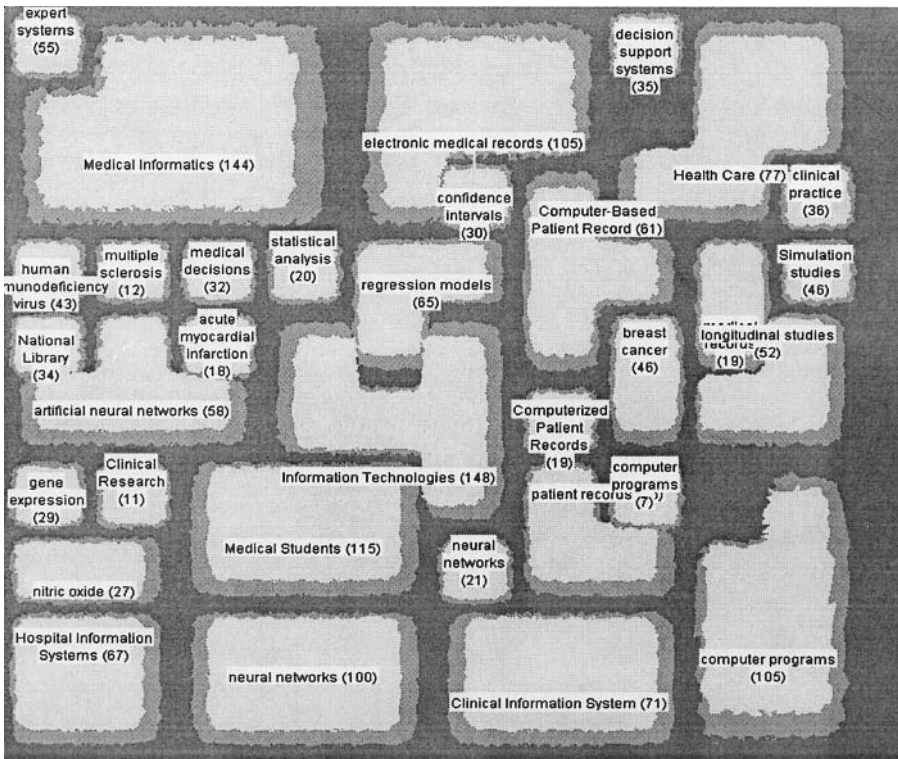 expert
systems
(55)
decision
support
systems
(35)
electronic medical records (105)
Medical Informatics (144)
Health Care (77)
clinical
practice
(36)
confidence
intervals
(30)
Computer-Based
Patient Record (61)
human
munodeficiency
virus (43)
multiple
sclerosis
(12)
medical
decisions
(32)
statistical
analysis
(20)
regression models
(65)
Simulation
studies
(46)
National
Library
(34)
acute
myocardial
infarction
(18)
breast
cancer
(46)
longitudinal studies
(52)
(19)
artificial neural networks (58)
Computerized
Patient
Records
(19)
gene
expression
(29)
Clinical
Research
(11)
Information Technologies (148)
computer
programs
(7)
patient records
Medical Students (115)
neural
networks
(21)
nitric oxide (27)
Hospital Information
Systems (67)
neural networks (100)
Clinical Information System (71)
computer programs
(105)